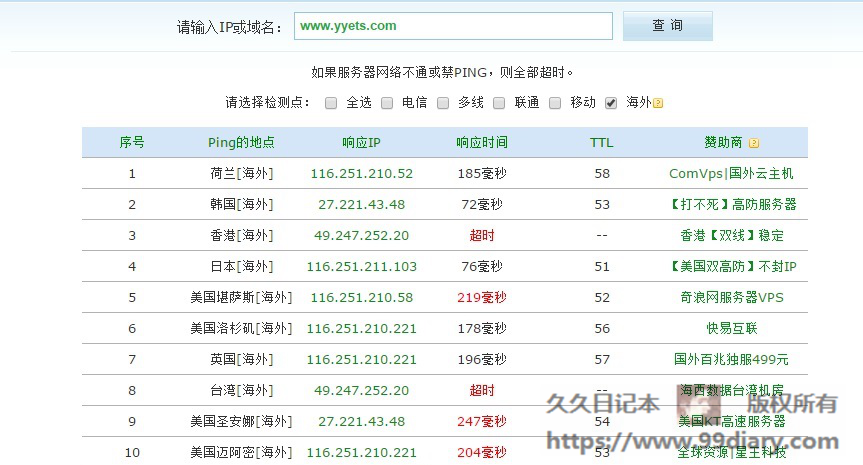 请输入IP或域名： www.yyets.com 查 询
如果服务器网络不通或禁PING，则全部超时。
请选择检测点： 全选 电信 多线 联通 移动 海外 ?
序号 Ping的地点 响应IP 响应时间 TTL 赞助商 ?
1 荷兰[海外] 116.251.210.52 185毫秒 58 ComVps|国外云主机
2 韩国[海外] 27.221.43.48 72毫秒 53 【打不死】高防服务器
3 香港[海外] 49.247.252.20 超时 -- 香港【双线】稳定
4 日本[海外] 116.251.211.103 76毫秒 51 【美国双高防】不封IP
5 美国堪萨斯[海外] 116.251.210.58 219毫秒 52 奇浪网服务器VPS
6 美国洛杉矶[海外] 116.251.210.221 178毫秒 56 快易互联
7 英国[海外] 116.251.210.221 196毫秒 57 国外百兆独服499元
8 台湾[海外] 49.247.252.20 超时 -- 海西数据台湾机房
久久日记本 版权所有
9 美国圣安娜[海外] 27.221.43.48 247毫秒 54 美国KT高速服务器
https://www.99diary.com
10 美国迈阿密[海外] 116.251.210.221 204毫秒 53 全球资源|星王科技